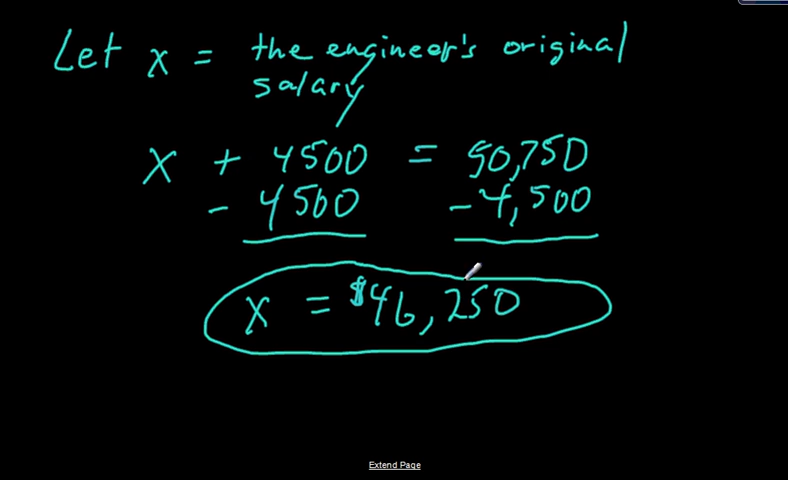 Let x = the engineer's original
salary
x + 4500 = 50,750
- 4500 - 4,500
x = $46,250
Extend Page